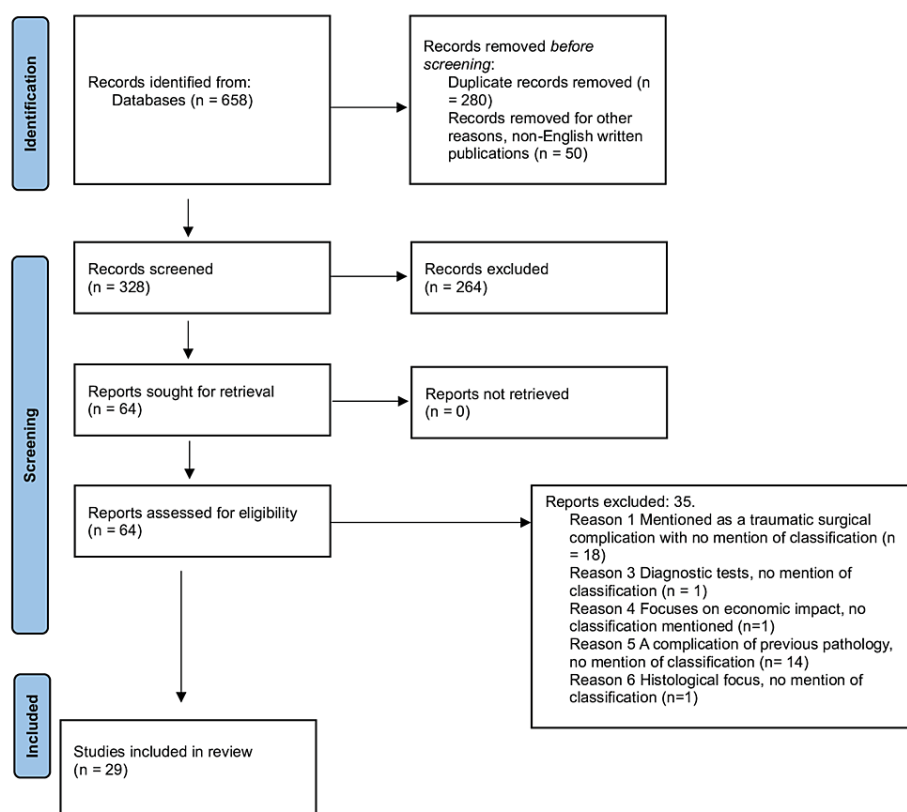 Identification
Records identified from:
Databases (n = 658)
Records removed before
screening:
Duplicate records removed (n
= 280)
Records removed for other
reasons, non-English written
publications (n = 50)
Screening
Records screened
(n = 328)
Records excluded
(n = 264)
Reports sought for retrieval
(n = 64)
Reports not retrieved
(n = 0)
Reports assessed for eligibility
(n = 64)
Reports excluded: 35.
Reason 1 Mentioned as a traumatic surgical
complication with no mention of classification (n
= 18)
Reason 3 Diagnostic tests, no mention of
classification (n = 1)
Reason 4 Focuses on economic impact, no
classification mentioned (n=1)
Reason 5 A complication of previous pathology,
no mention of classification (n= 14)
Reason 6 Histological focus, no mention of
classification (n=1)
Included
Studies included in review
(n = 29)